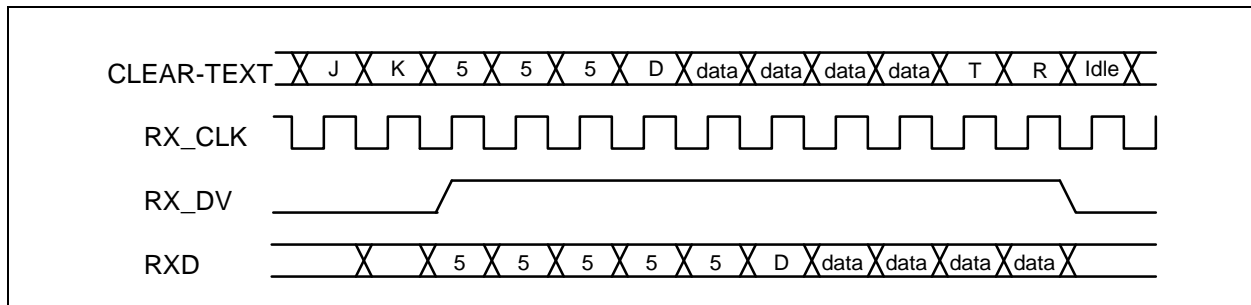 CLEAR-TEXT J K 5 5 5 D data data data data T R Idle
RX_CLK
RX_DV
RXD 5 5 5 5 5 D data data data data